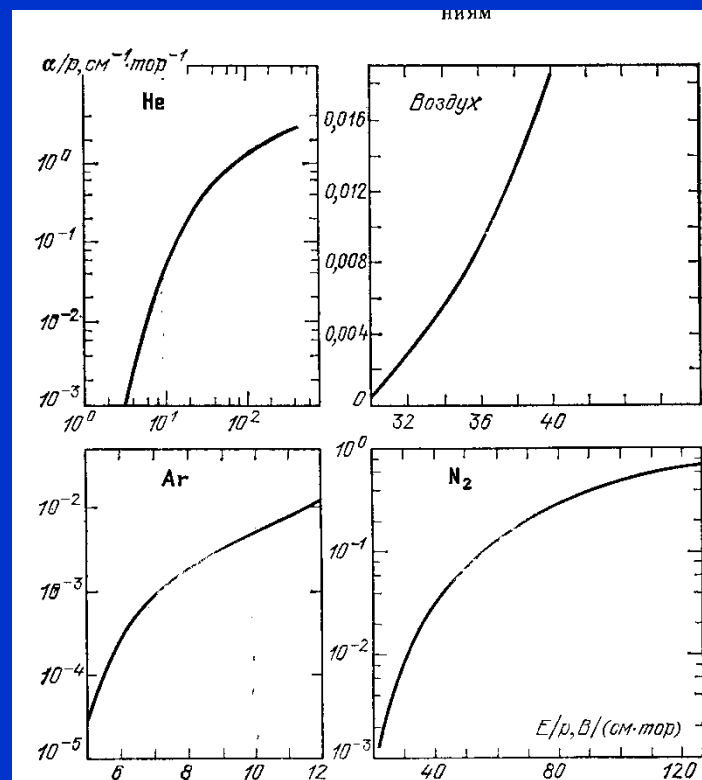 ниям
α/p, см⁻¹·тор⁻¹
He
10⁰
10⁻¹
10⁻²
10⁻³
10⁰ 10¹ 10²
Воздух
0,016
0,012
0,008
0,004
0
32 36 40
Ar
10⁻²
10⁻³
10⁻⁴
10⁻⁵
6 8 10 12
N₂
10⁰
10⁻¹
10⁻²
10⁻³
E/p, В/(см·тор)
40 80 120